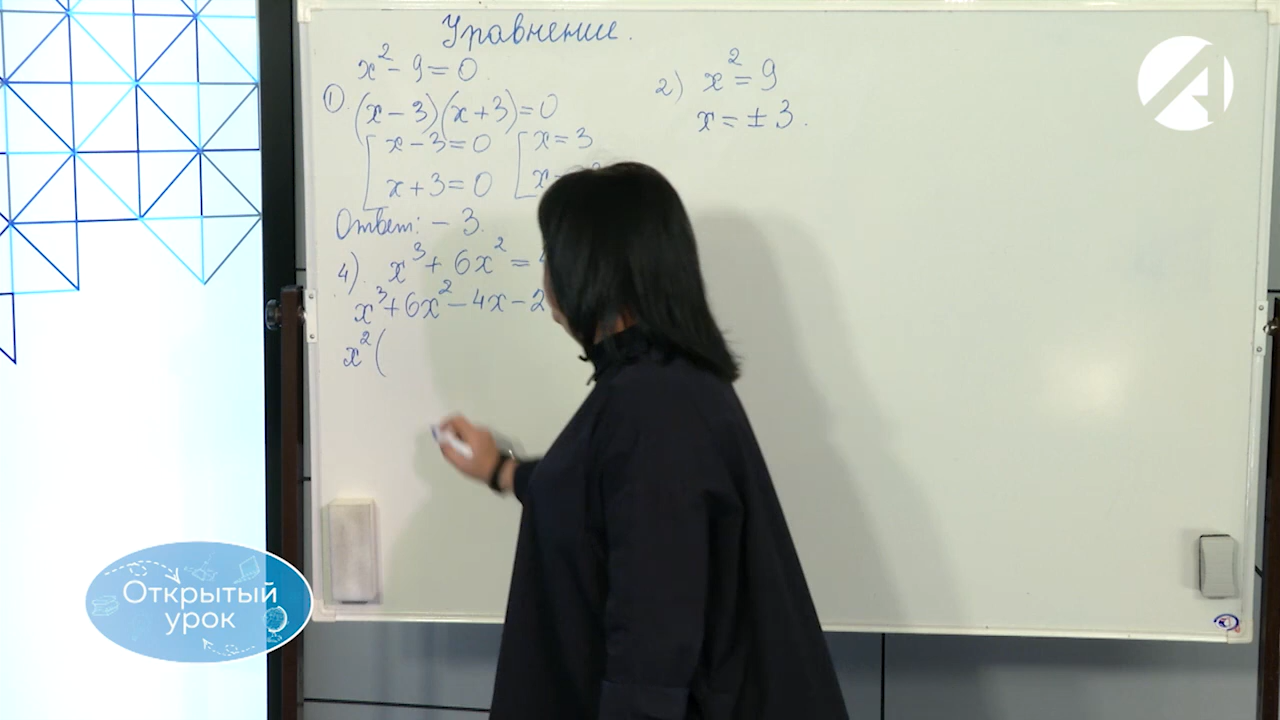 Уравнение.
x² - 9 = 0
① (x - 3)(x + 3) = 0
x - 3 = 0 x = 3
x + 3 = 0 x
Ответ: - 3.
4). x³ + 6x² =
x³ + 6x² - 4x - 2
x² (
2) x² = 9
x = ± 3.
Открытый
урок